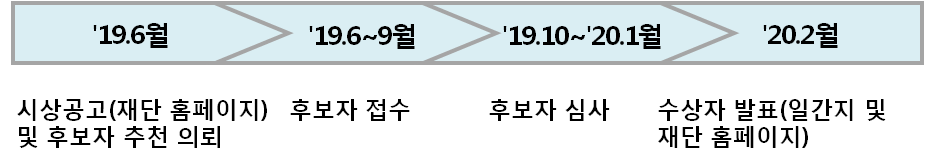 '19.6월
'19.6~9월
'19.10~'20.1월
'20.2월
시상공고(재단 홈페이지)
및 후보자 추천 의뢰
후보자 접수
후보자 심사
수상자 발표(일간지 및
재단 홈페이지)